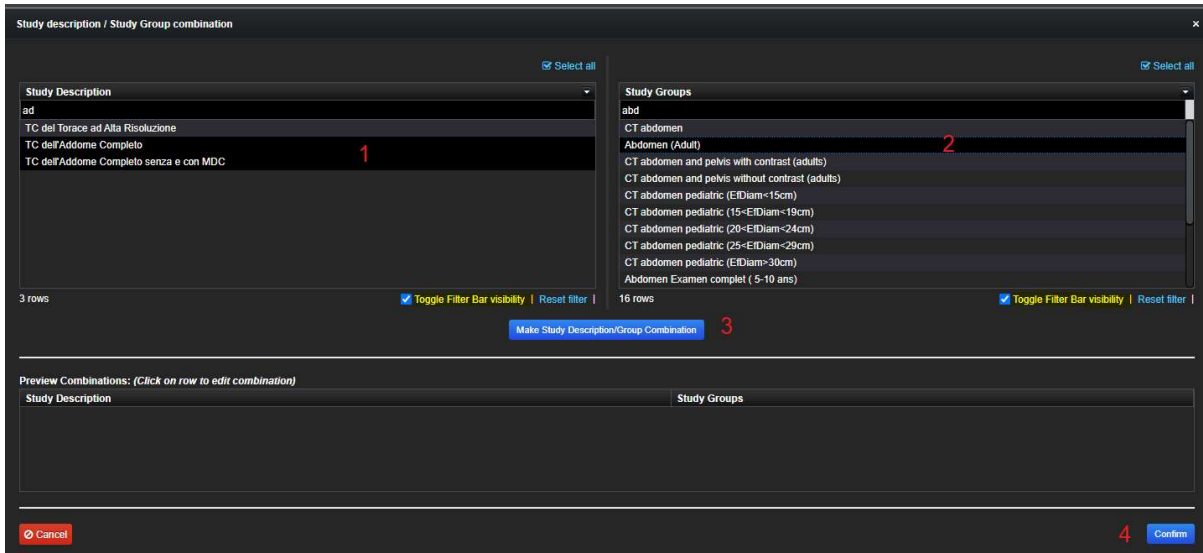 Study description / Study Group combination ×
Select all
Study Description
ad
TC del Torace ad Alta Risoluzione
TC dell'Addome Completo
TC dell'Addome Completo senza e con MDC
1
3 rows
Toggle Filter Bar visibility | Reset filter |
Select all
Study Groups
abd
CT abdomen
Abdomen (Adult)
2
CT abdomen and pelvis with contrast (adults)
CT abdomen and pelvis without contrast (adults)
CT abdomen pediatric (EfDiam<15cm)
CT abdomen pediatric (15<EfDiam<19cm)
CT abdomen pediatric (20<EfDiam<24cm)
CT abdomen pediatric (25<EfDiam<29cm)
CT abdomen pediatric (EfDiam>30cm)
Abdomen Examen complet ( 5-10 ans)
16 rows
Toggle Filter Bar visibility | Reset filter |
Make Study Description/Group Combination 3
Preview Combinations: (Click on row to edit combination)
Study Description Study Groups
Cancel
4 Confirm